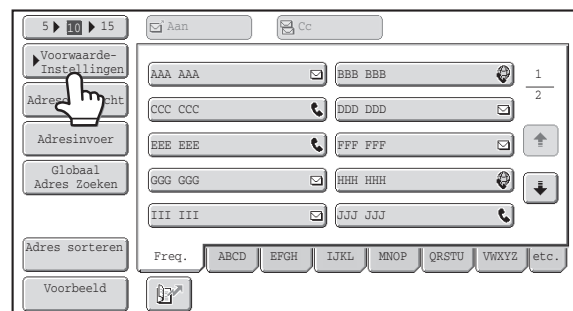 5 10 15
Aan
Cc
Voorwaarde-
Instellingen
Adresinvoer
Globaal
Adres Zoeken
Adres sorteren
Voorbeeld
AAA AAA
BBB BBB
CCC CCC
DDD DDD
EEE EEE
FFF FFF
GGG GGG
HHH HHH
III III
JJJ JJJ
1
2
Freq. ABCD EFGH IJKL MNOP QRSTU VWXYZ etc.